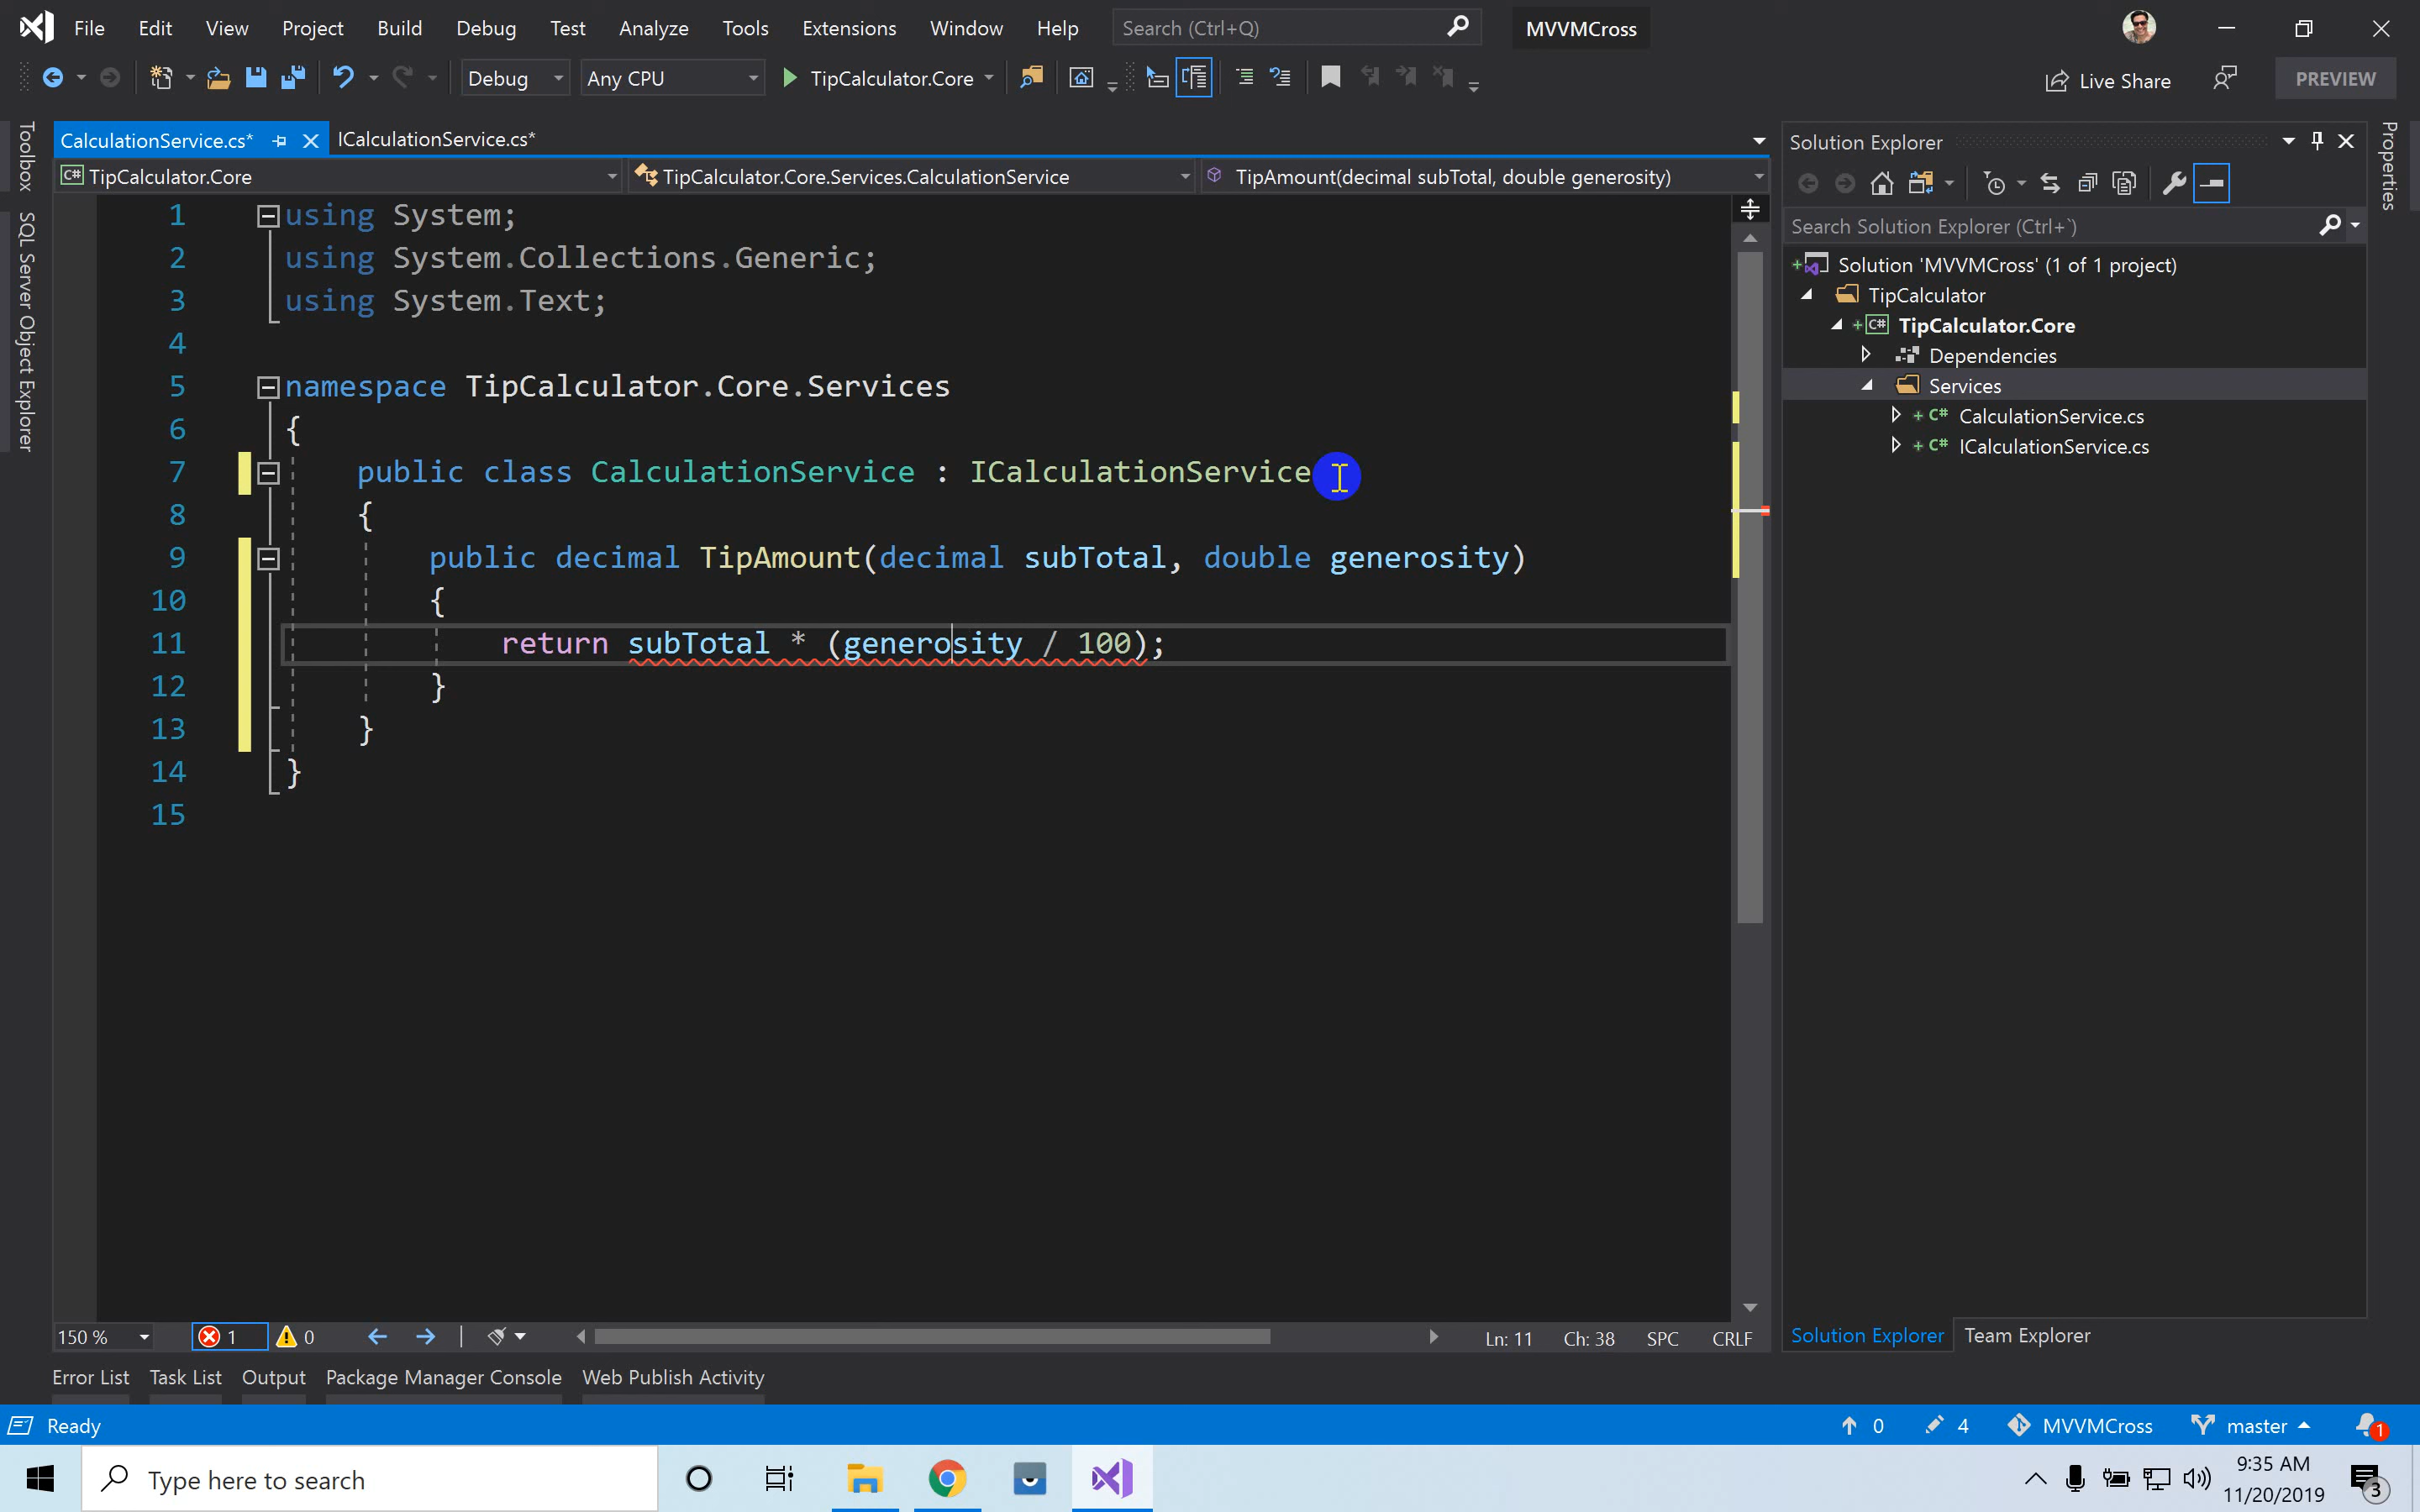 File Edit View Project Build Debug Test Analyze Tools Extensions Window Help Search (Ctrl+Q) MVVMCross
Debug Any CPU TipCalculator.Core Live Share PREVIEW
Toolbox
SQL Server Object Explorer
CalculationService.cs* ICalculationService.cs*
C# TipCalculator.Core TipCalculator.Core.Services.CalculationService TipAmount(decimal subTotal, double generosity)
1 using System;
2 using System.Collections.Generic;
3 using System.Text;
4
5 namespace TipCalculator.Core.Services
6 {
7 public class CalculationService : ICalculationService
8 {
9 public decimal TipAmount(decimal subTotal, double generosity)
10 {
11 return subTotal * (generosity / 100);
12 }
13 }
14 }
15
150 % 1 0 Ln: 11 Ch: 38 SPC CRLF
Solution Explorer
Search Solution Explorer (Ctrl+`)
Solution 'MVVMCross' (1 of 1 project)
TipCalculator
C# TipCalculator.Core
Dependencies
Services
C# CalculationService.cs
C# ICalculationService.cs
Solution Explorer Team Explorer
Properties
Error List Task List Output Package Manager Console Web Publish Activity
Ready 0 4 MVVMCross master 1
Type here to search
9:35 AM
11/20/2019
3